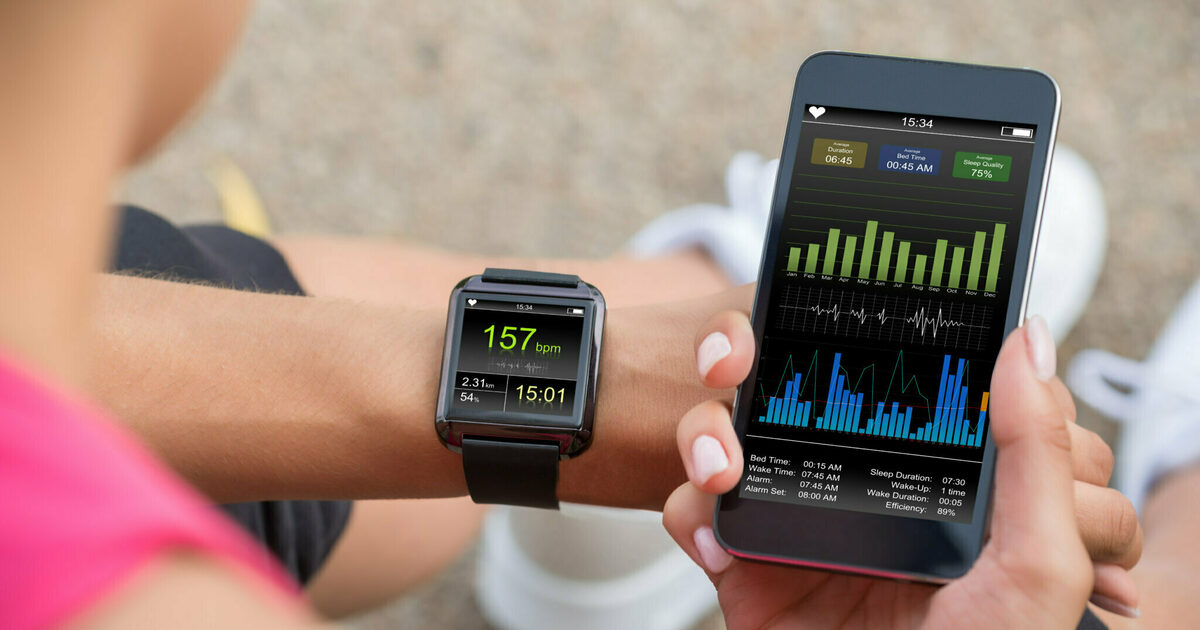 15:34
157 bpm
2.31km
54%
15:01
15:34
Average
Duration
06:45
Average
Bed Time
00:45 AM
Average
Sleep Quality
75%
Jan Feb Mar Apr May Jun Jul Aug Sep Oct Nov Dec
Bed Time: 00:15 AM
Wake Time: 07:45 AM
Alarm: 07:45 AM
Alarm Set: 08:00 AM
Sleep Duration: 07:30
Wake-Up: 1 time
Wake Duration: 00:05
Efficiency: 89%